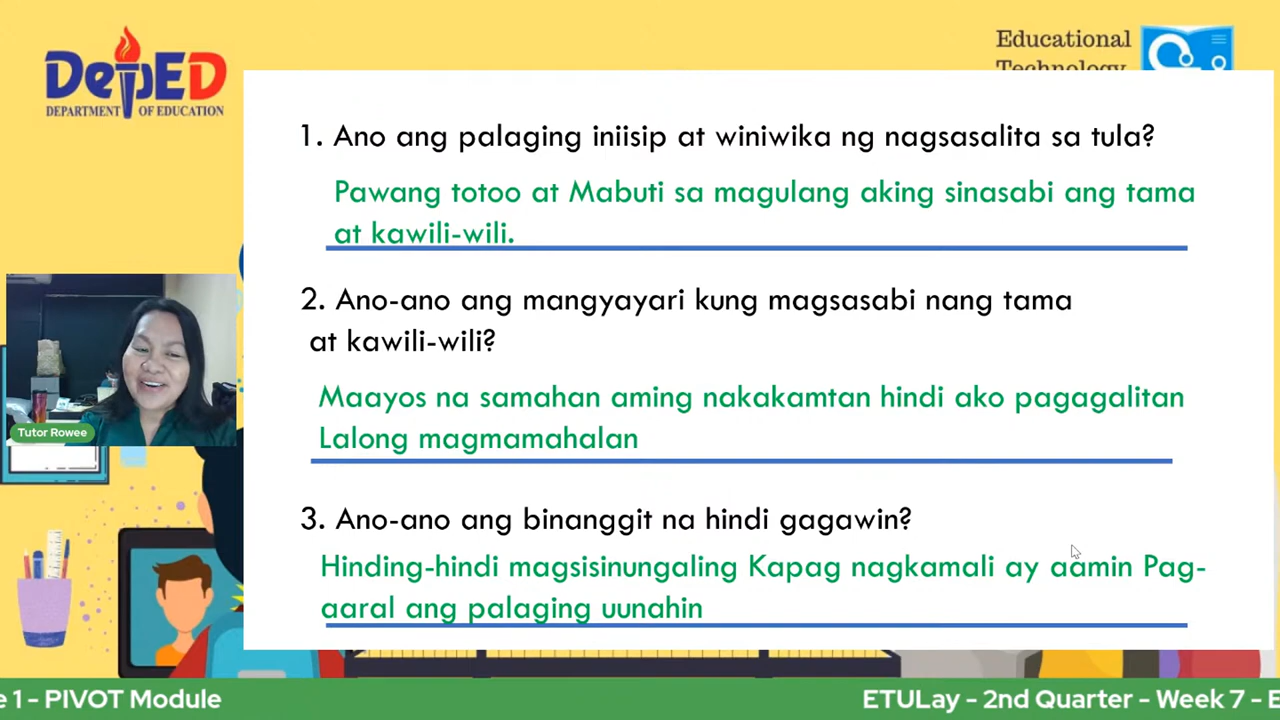 DepED
DEPARTMENT OF EDUCATION
Educational
Technology
1. Ano ang palaging iniisip at winiwika ng nagsasalita sa tula?
Pawang totoo at Mabuti sa magulang aking sinasabi ang tama
at kawili-wili.
2. Ano-ano ang mangyayari kung magsasabi nang tama
at kawili-wili?
Maayos na samahan aming nakakamtan hindi ako pagagalitan
Lalong magmamahalan
3. Ano-ano ang binanggit na hindi gagawin?
Hinding-hindi magsisinungaling Kapag nagkamali ay aamin Pag-
aaral ang palaging uunahin
Tutor Rowee
e 1 - PIVOT Module
ETULay - 2nd Quarter - Week 7 - E